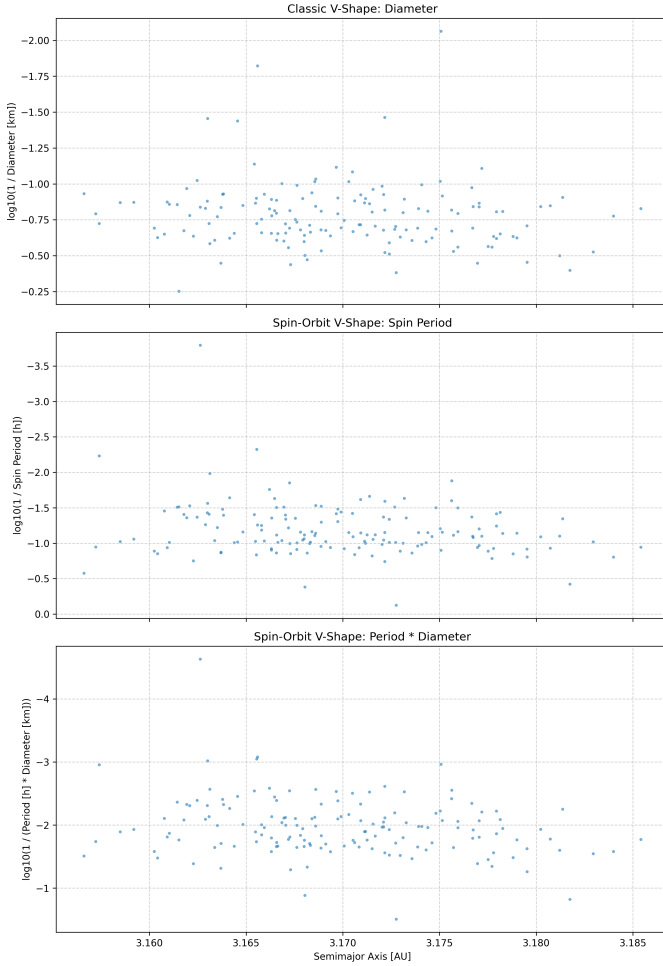 Classic V-Shape: Diameter
log10(1 / Diameter [km])
−2.00
−1.75
−1.50
−1.25
−1.00
−0.75
−0.50
−0.25
Spin-Orbit V-Shape: Spin Period
log10(1 / Spin Period [h])
−3.5
−3.0
−2.5
−2.0
−1.5
−1.0
−0.5
0.0
Spin-Orbit V-Shape: Period * Diameter
log10(1 / (Period [h] * Diameter [km]))
−4
−3
−2
−1
3.160 3.165 3.170 3.175 3.180 3.185
Semimajor Axis [AU]